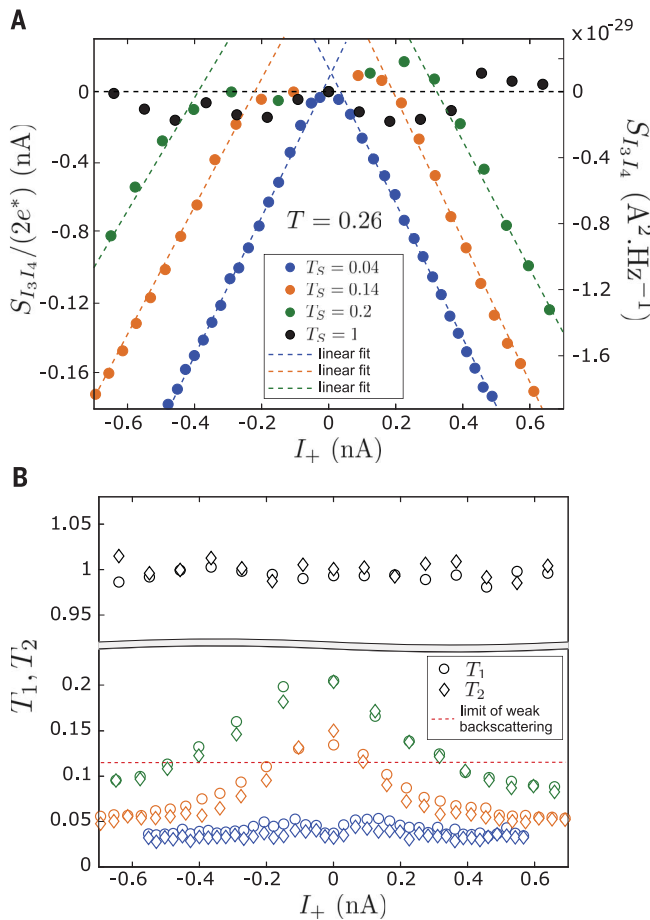 A
×10⁻²⁹
0
-0.4
-0.8
-0.12
-0.16
S_{I₃I₄}/(2e*) (nA)
0
-0.4
-0.8
-1.2
-1.6
S_{I₃I₄} (A².Hz⁻¹)
T = 0.26
T_S = 0.04
T_S = 0.14
T_S = 0.2
T_S = 1
linear fit
linear fit
linear fit
-0.6 -0.4 -0.2 0 0.2 0.4 0.6
I₊ (nA)
B
1.05
1
0.95
0.2
0.15
0.1
0.05
0
T₁, T₂
T₁
T₂
limit of weak
backscattering
-0.6 -0.4 -0.2 0 0.2 0.4 0.6
I₊ (nA)